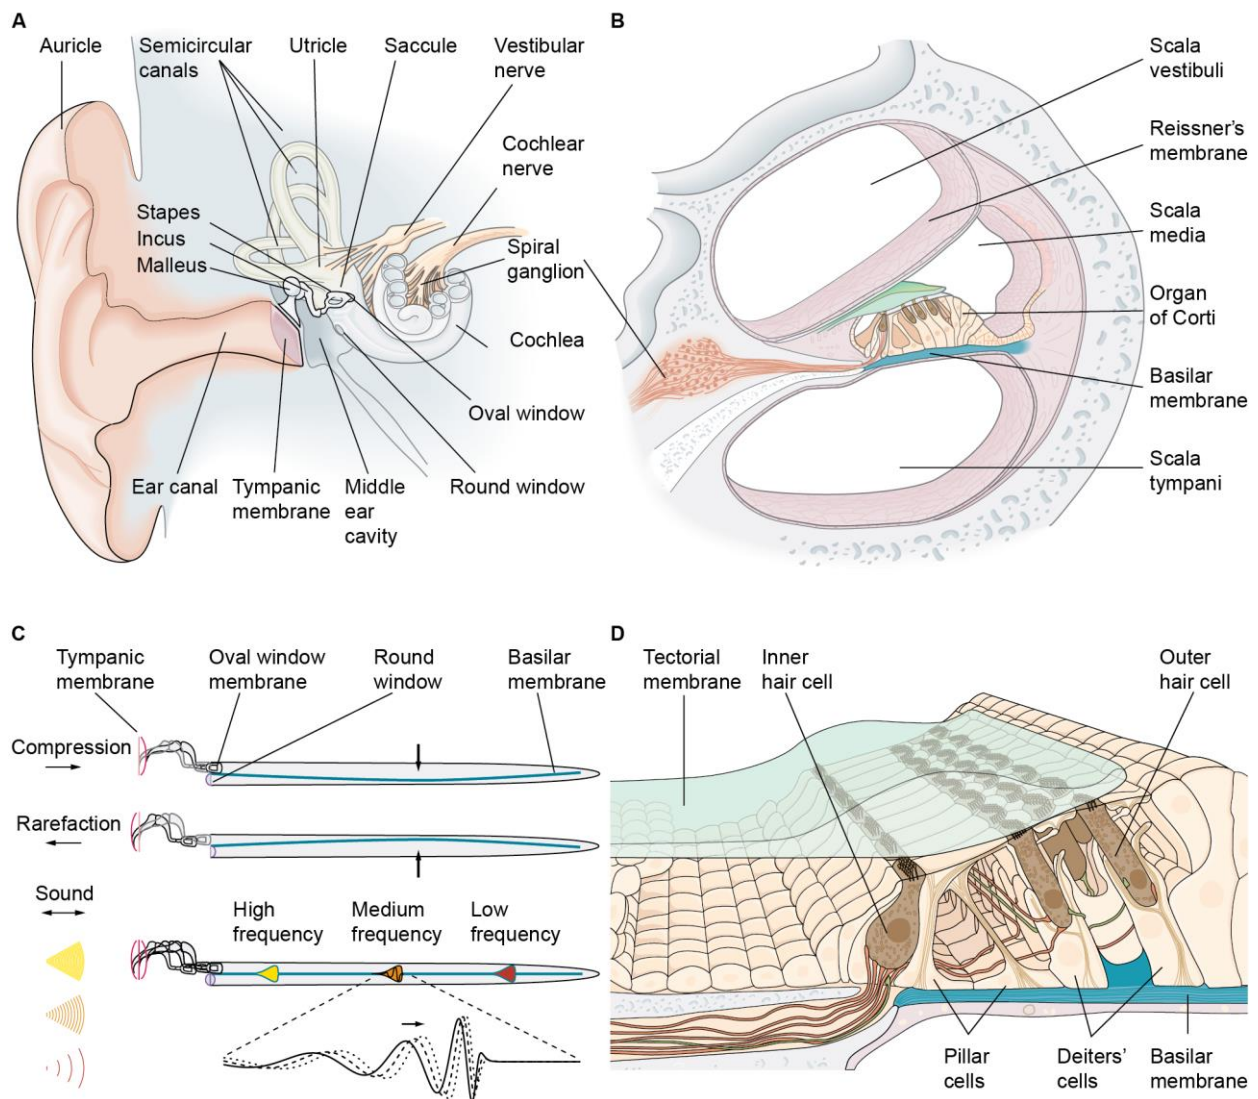 A
Auricle
Semicircular
canals
Utricle
Saccule
Vestibular
nerve
Cochlear
nerve
Stapes
Incus
Malleus
Spiral
ganglion
Cochlea
Oval window
Ear canal
Tympanic
membrane
Middle
ear
cavity
Round window
B
Scala
vestibuli
Reissner's
membrane
Scala
media
Organ
of Corti
Basilar
membrane
Scala
tympani
C
Tympanic
membrane
Oval window
membrane
Round
window
Basilar
membrane
Compression
Rarefaction
Sound
High
frequency
Medium
frequency
Low
frequency
D
Tectorial
membrane
Inner
hair cell
Outer
hair cell
Pillar
cells
Deiters'
cells
Basilar
membrane